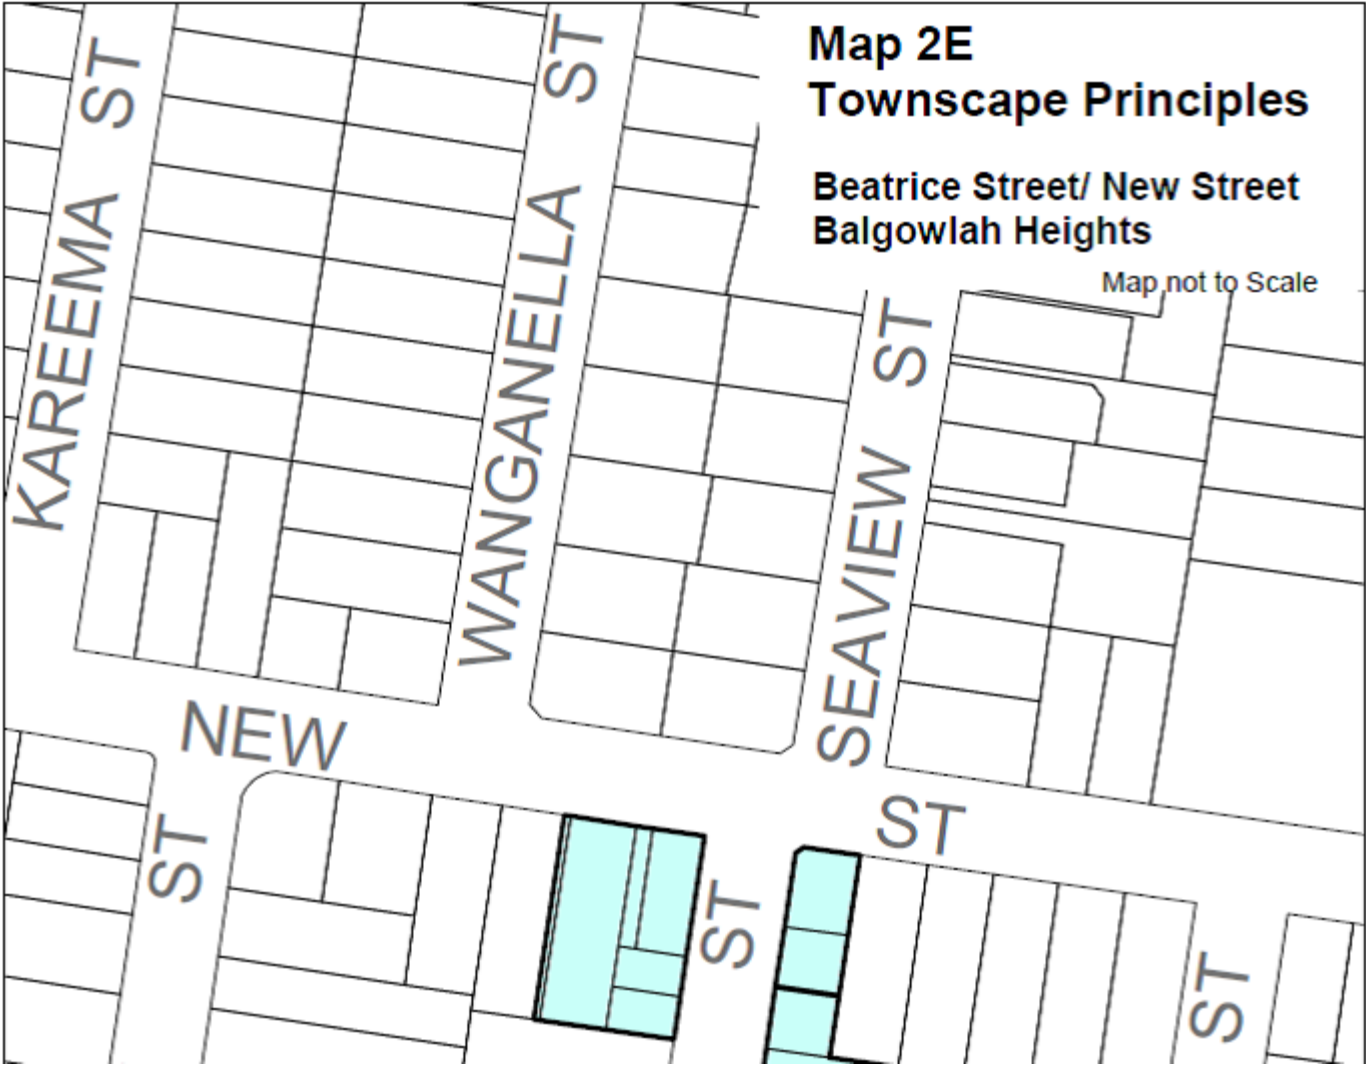 Map 2E
Townscape Principles
Beatrice Street/ New Street
Balgowlah Heights
Map not to Scale
KAREEMA ST
WANGANELLA ST
SEAVIEW ST
NEW ST
ST
ST
ST